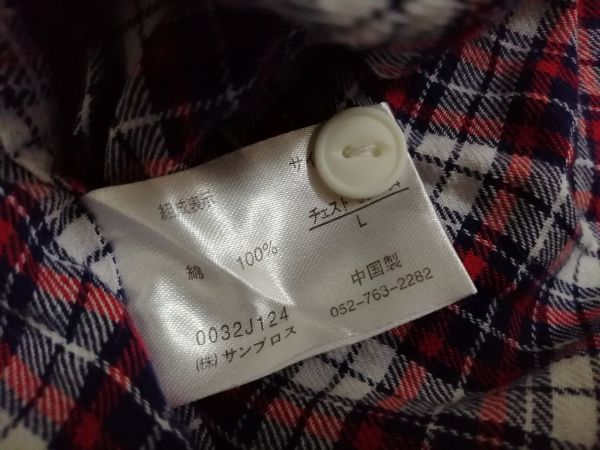 組成表示
綿 100%
0032J124
(株)サンブロス
サイ
チェスト
L
中国製
052-763-2282